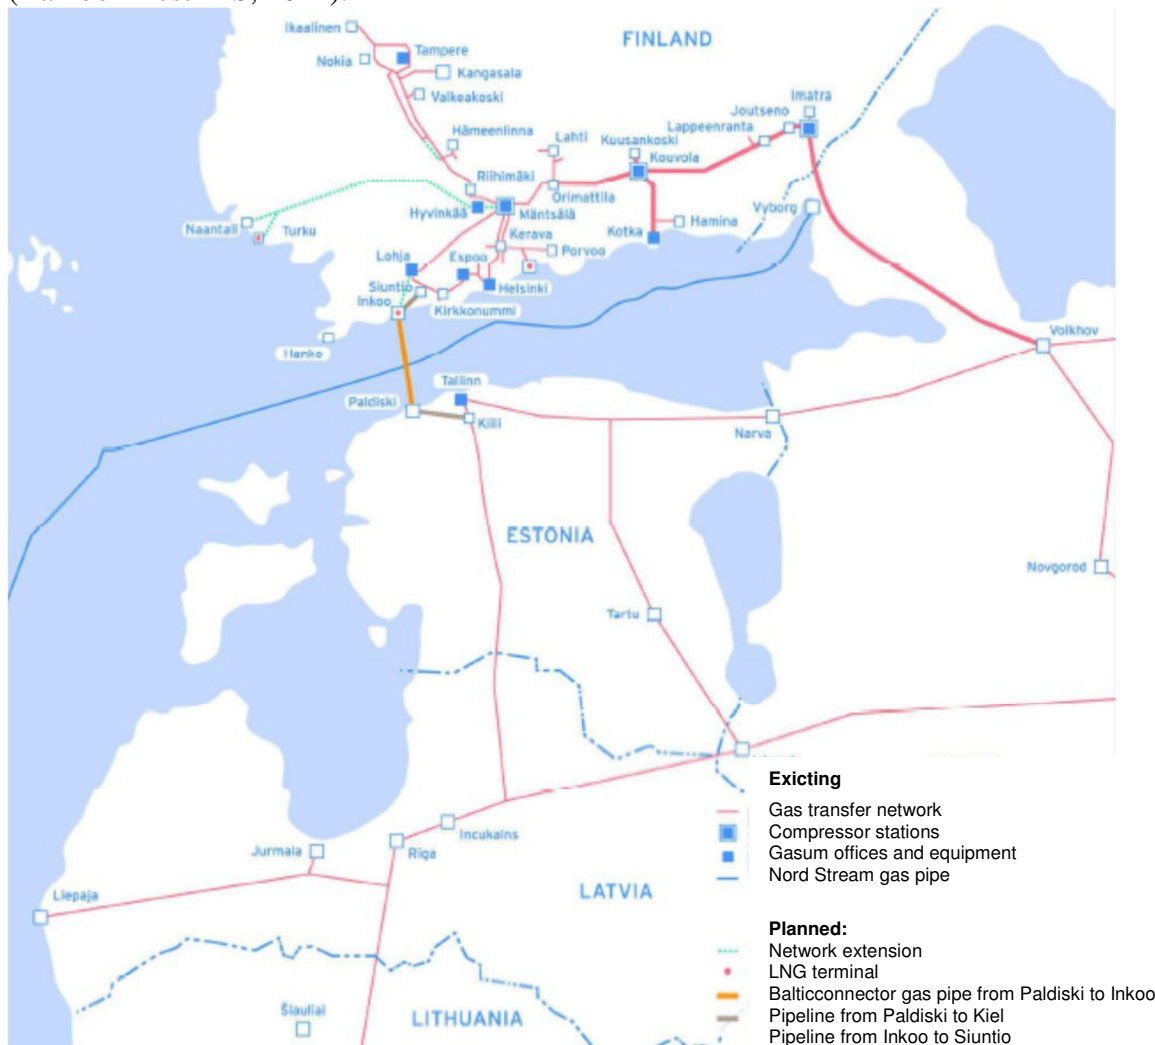 Ikaalinen
FINLAND
Tampere
Nokia
Kangasala
Valkeakoski
Imatra
Joutseno
Lappeenranta
Hämeenlinna
Lahti
Kuusankoski
Kouvola
Riihimäki
Orimattila
Hyvinkää
Mäntsälä
Vyborg
Hamina
Kotka
Naantali
Turku
Kerava
Porvoo
Lohja
Espoo
Siuntio
Helsinki
Inkoo
Kirkkonummi
Volkhov
Hanko
Tallinn
Paldiski
Kiili
Narva
ESTONIA
Novgorod
Tartu
Exicting
Gas transfer network
Compressor stations
Gasum offices and equipment
Nord Stream gas pipe
Incukalns
Jurmala
Riga
Liepaja
LATVIA
Planned:
Network extension
LNG terminal
Balticconnector gas pipe from Paldiski to Inkoo
Pipeline from Paldiski to Kiel
Pipeline from Inkoo to Siuntio
Šiauliai
LITHUANIA